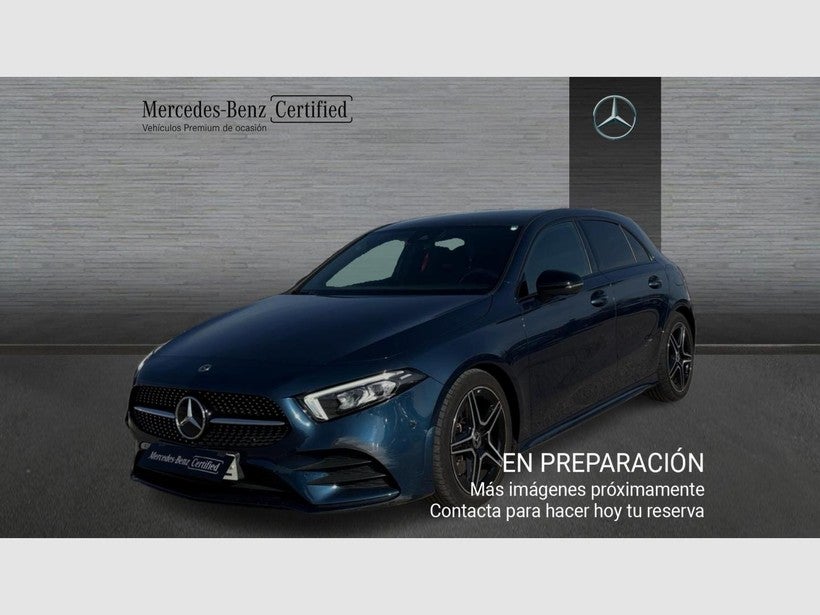 Mercedes-Benz Certified
Vehículos Premium de ocasión
Mercedes-Benz Certified
EN PREPARACIÓN
Más imágenes próximamente
Contacta para hacer hoy tu reserva